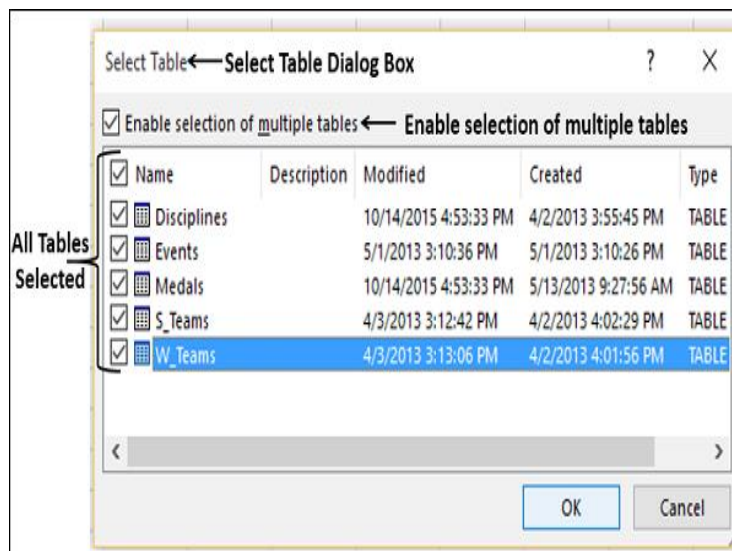 Select Table Select Table Dialog Box ? X
Enable selection of multiple tables Enable selection of multiple tables
Name Description Modified Created Type
Disciplines 10/14/2015 4:53:33 PM 4/2/2013 3:55:45 PM TABLE
Events 5/1/2013 3:10:36 PM 5/1/2013 3:10:26 PM TABLE
All Tables
Selected
Medals 10/14/2015 4:53:33 PM 5/13/2013 9:27:56 AM TABLE
S_Teams 4/3/2013 3:12:42 PM 4/2/2013 4:02:29 PM TABLE
W_Teams 4/3/2013 3:13:06 PM 4/2/2013 4:01:56 PM TABLE
OK Cancel